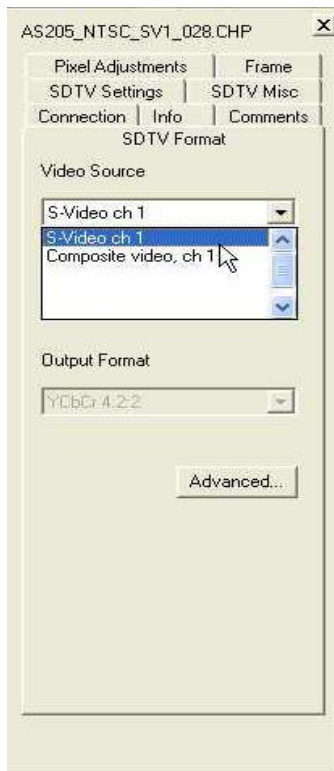 AS205_NTSC_SV1_028.CHP
Pixel Adjustments Frame
SDTV Settings SDTV Misc
Connection Info Comments
SDTV Format
Video Source
S-Video ch 1
S-Video ch 1
Composite video, ch 1
Output Format
YCbCr 4:2:2
Advanced...